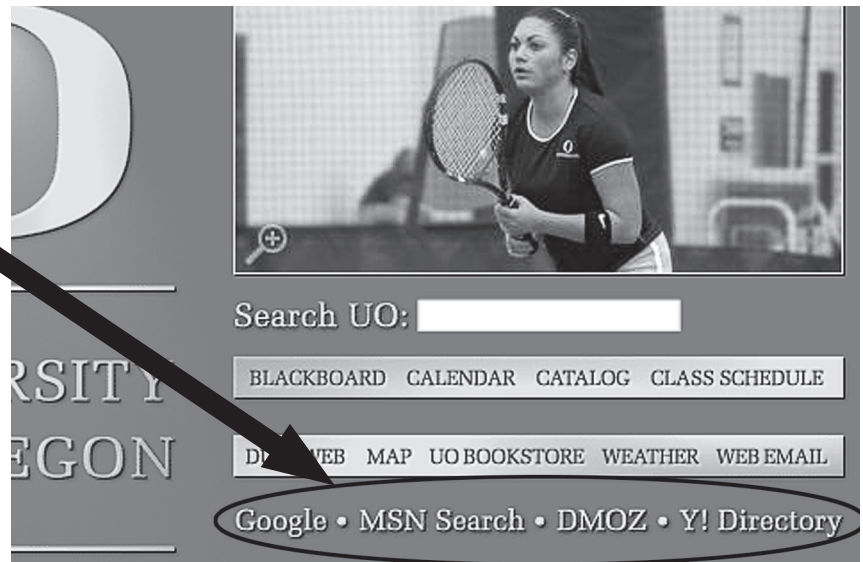 Search UO:
BLACKBOARD CALENDAR CATALOG CLASS SCHEDULE
RSITY
EGON
WEB MAP UO BOOKSTORE WEATHER WEB EMAIL
Google • MSN Search • DMOZ • Y! Directory